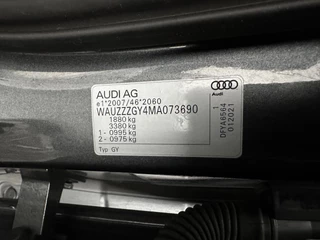 AUDI AG
e1*2007/46*2060
WAUZZZGY4MA073690
1880 kg
3380 kg
1 - 0995 kg
2 - 0975 kg
Typ: GY
1
DFYA8564
012021